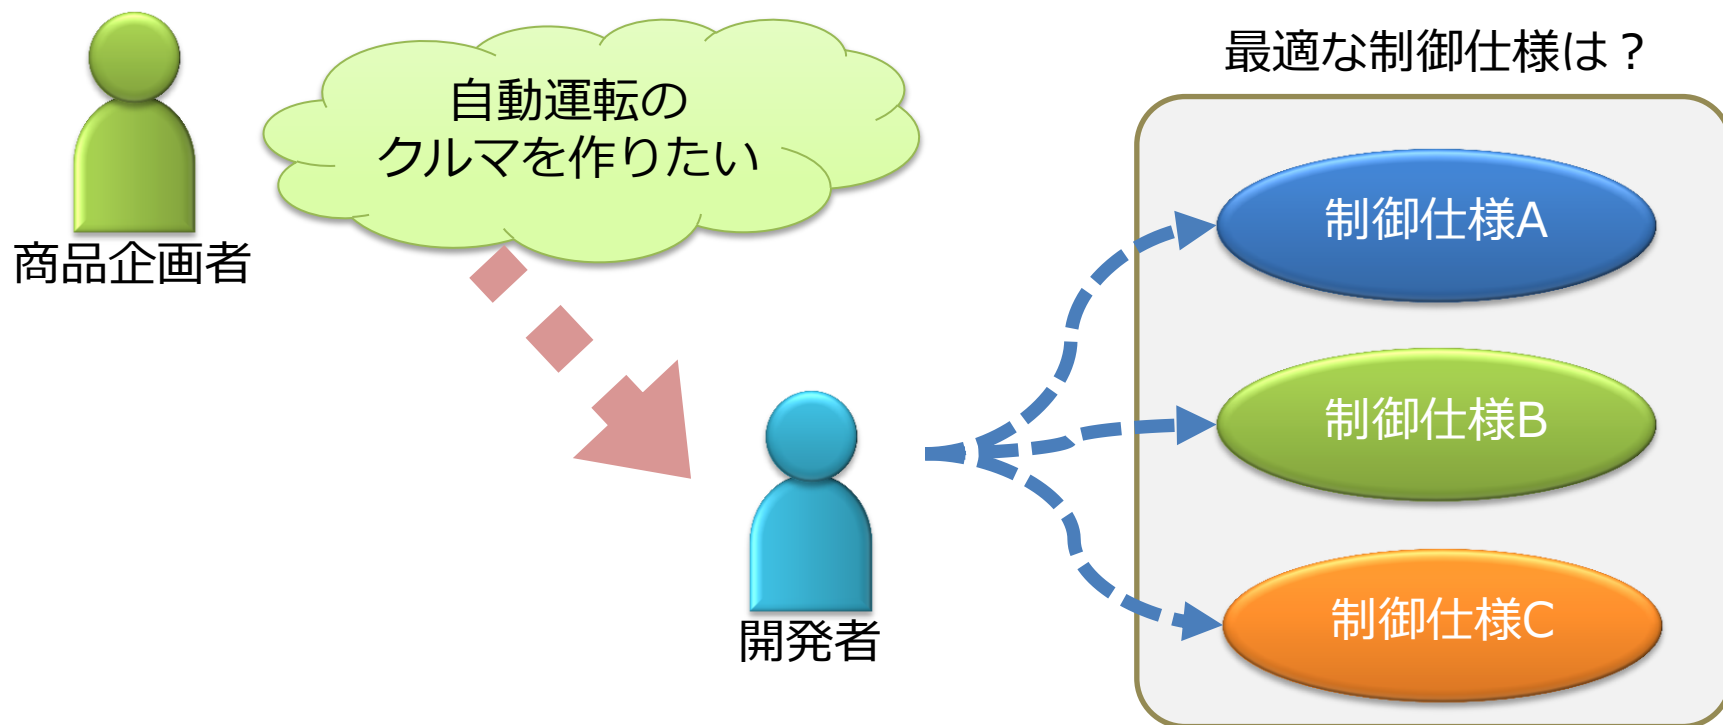 自動運転の
クルマを作りたい
商品企画者
最適な制御仕様は？
制御仕様A
制御仕様B
制御仕様C
開発者